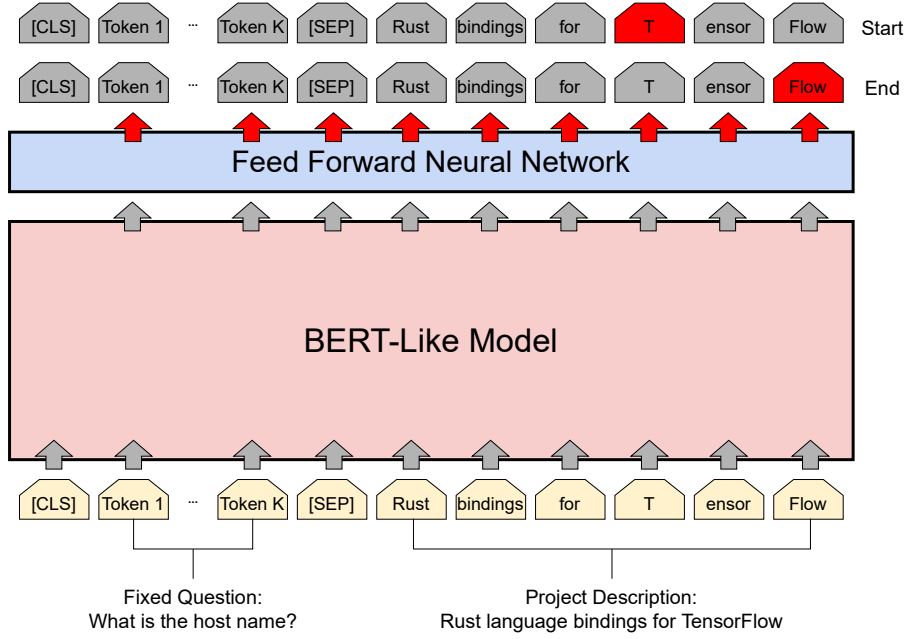 [CLS] Token 1 ... Token K [SEP] Rust bindings for T ensor Flow Start
[CLS] Token 1 ... Token K [SEP] Rust bindings for T ensor Flow End
Feed Forward Neural Network
BERT-Like Model
[CLS] Token 1 ... Token K [SEP] Rust bindings for T ensor Flow
Fixed Question:
What is the host name?
Project Description:
Rust language bindings for TensorFlow